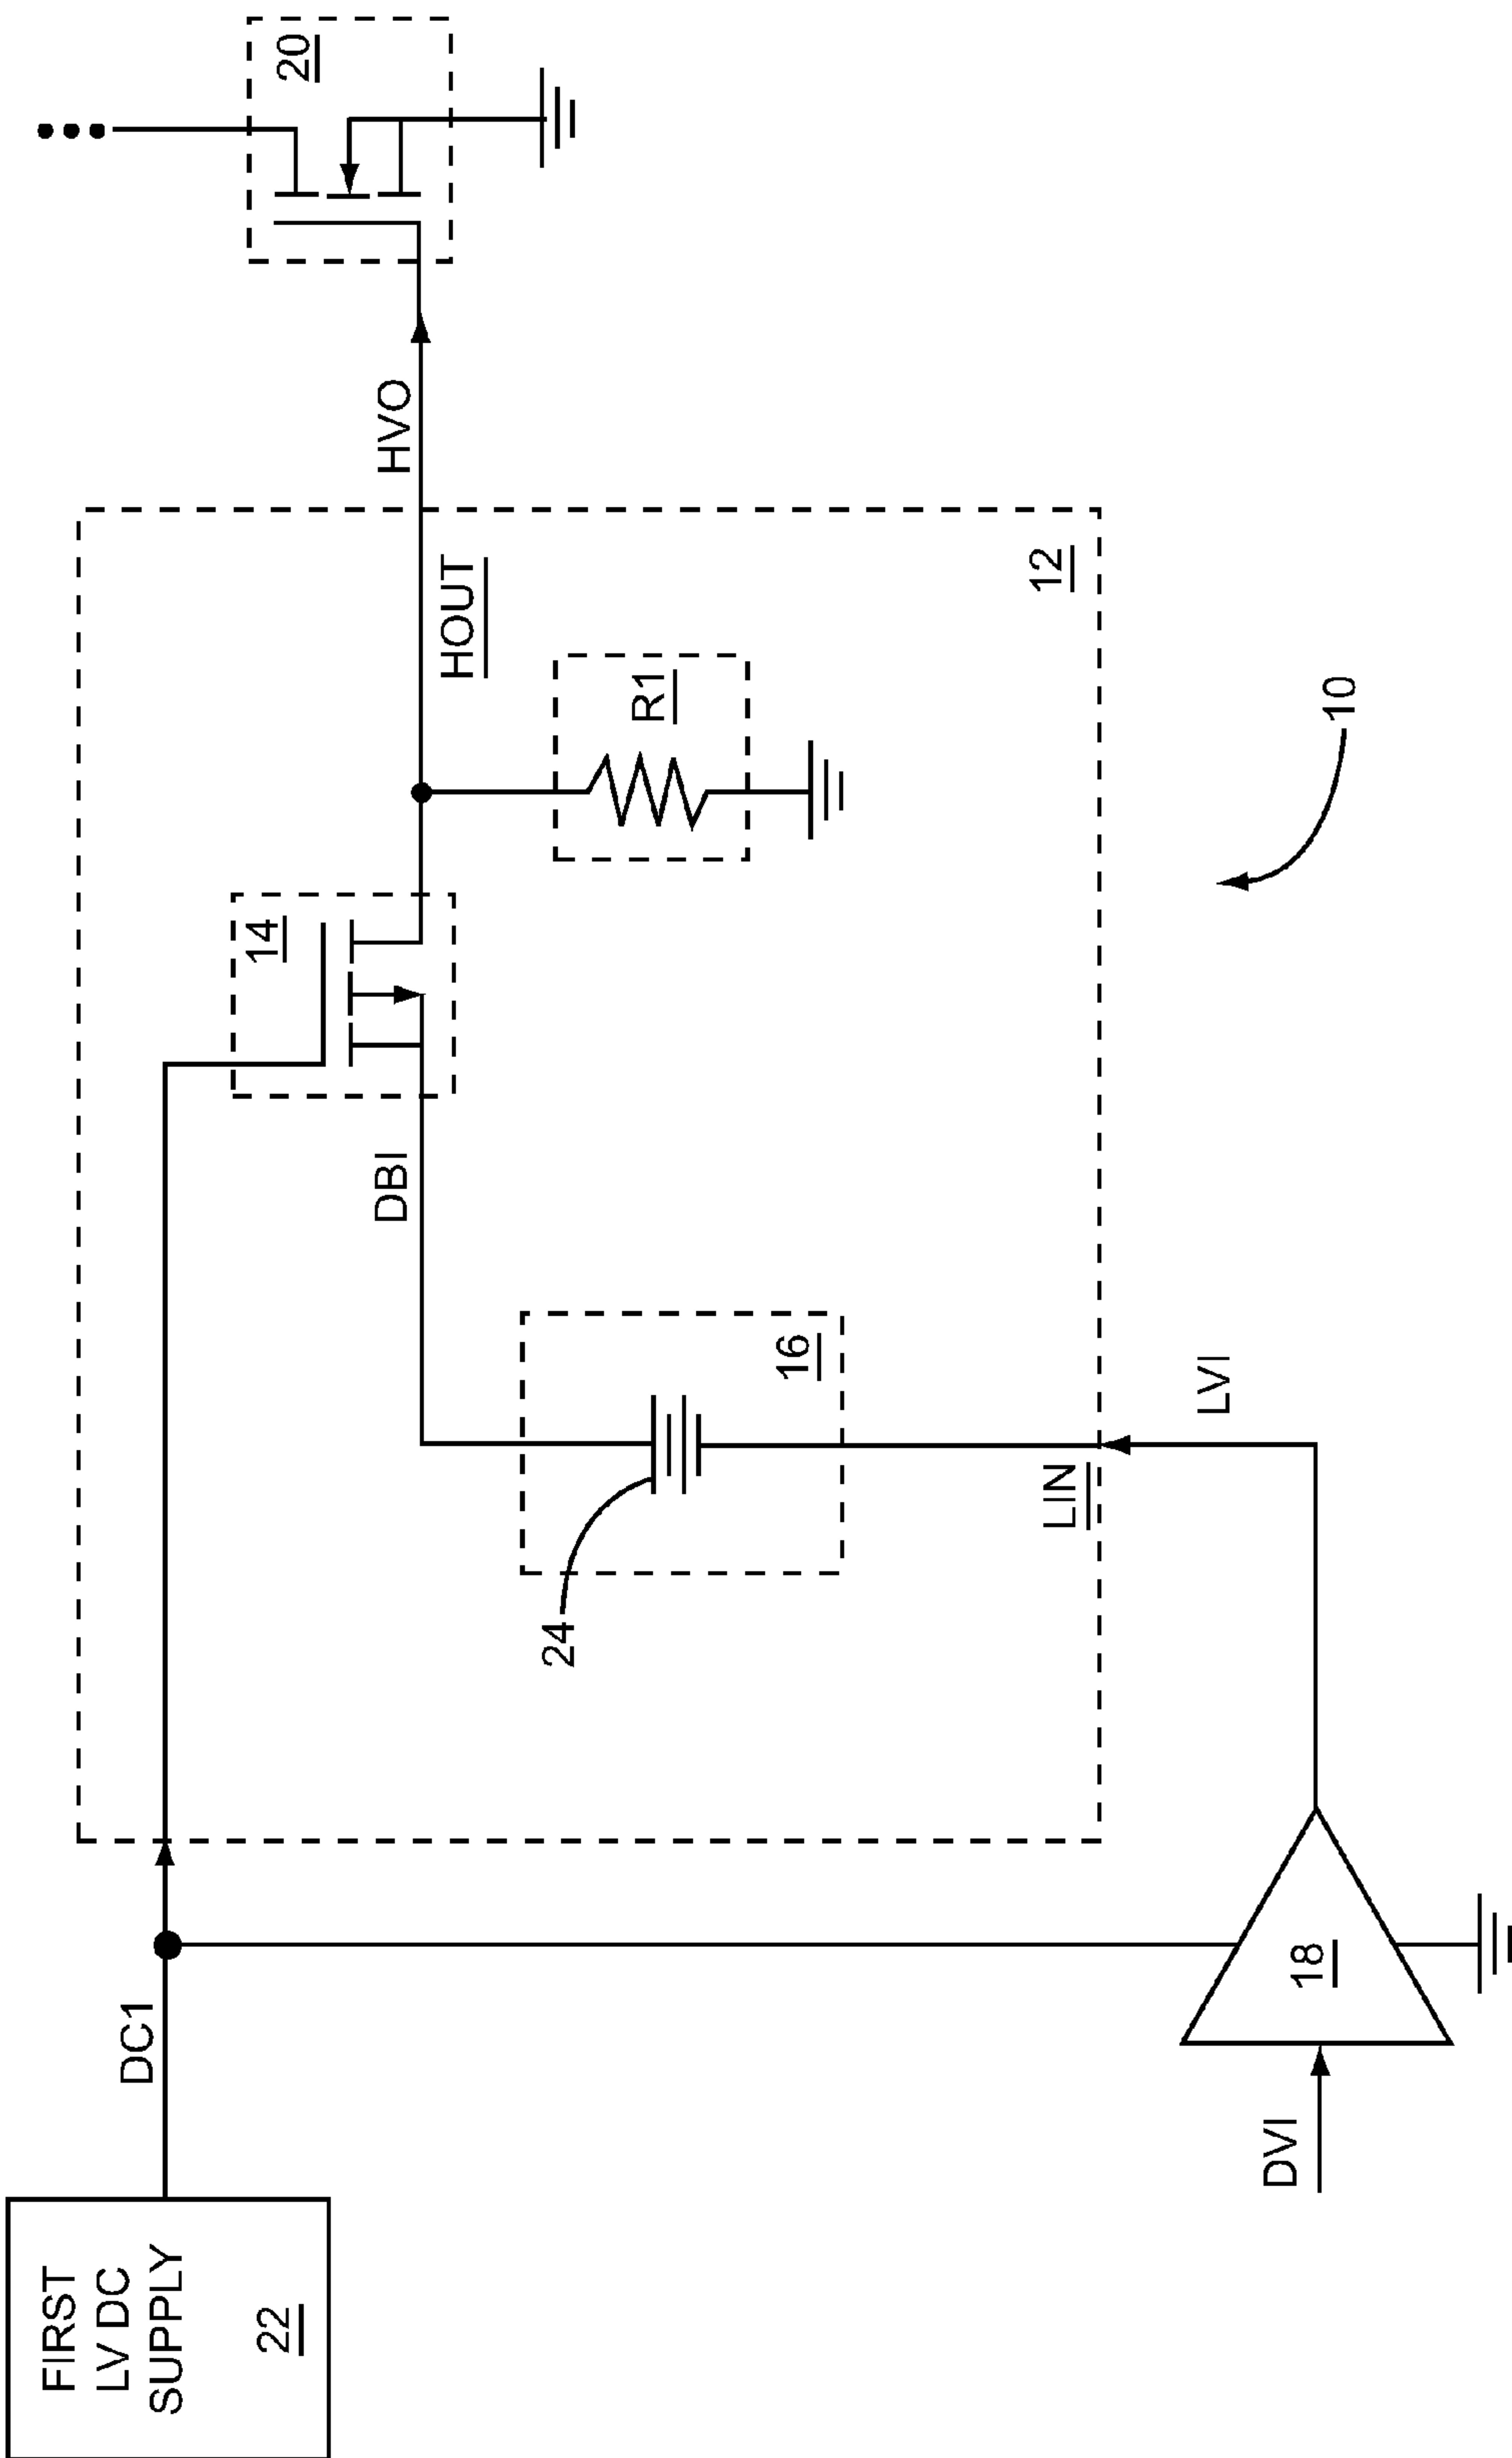 FIRST
LV DC
SUPPLY
22
DC1
DVI
18
LVI
LIN
24
16
DBI
14
R1
HOUT
12
HVO
20
10